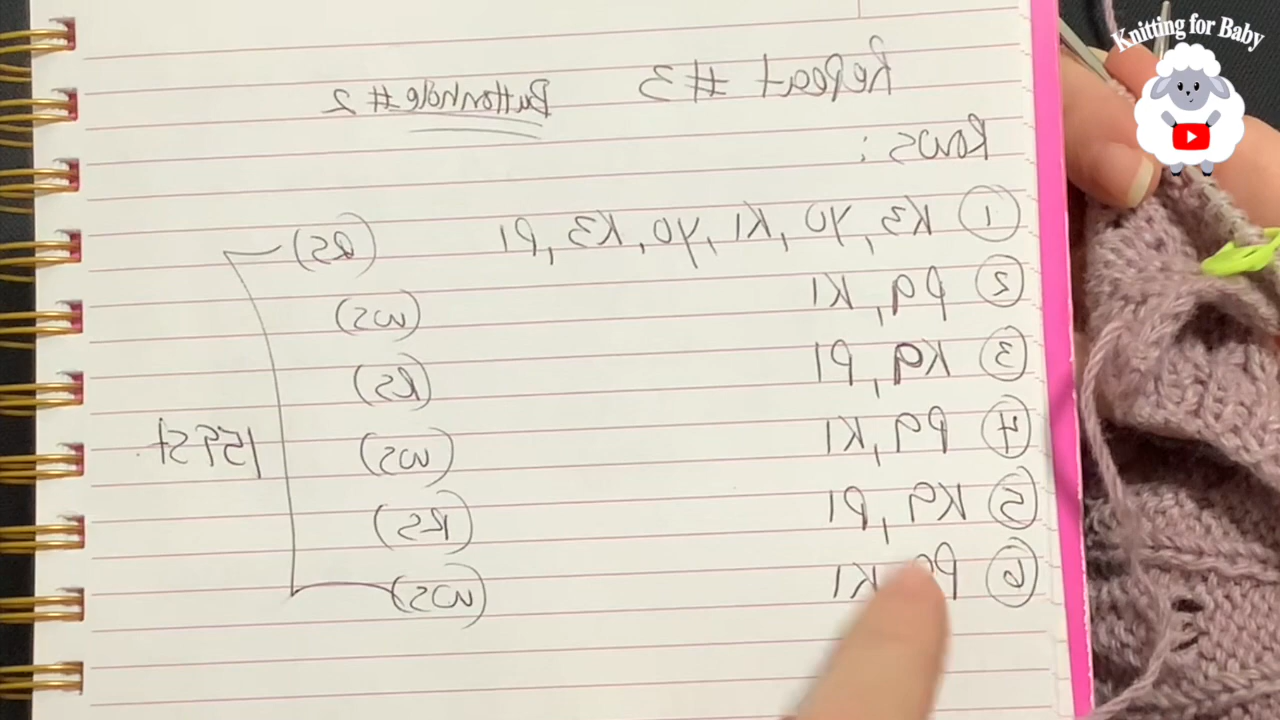 Knitting for Baby
Repeat #3 Buttonhole #2
Rows:
① K3, yo, K1, yo, K3, P1 (RS)
② P9, K1 (WS)
③ K9, P1 (RS)
④ P9, K1 (WS)
1st St
⑤ K9, P1 (RS)
⑥ P9, K1 (WS)